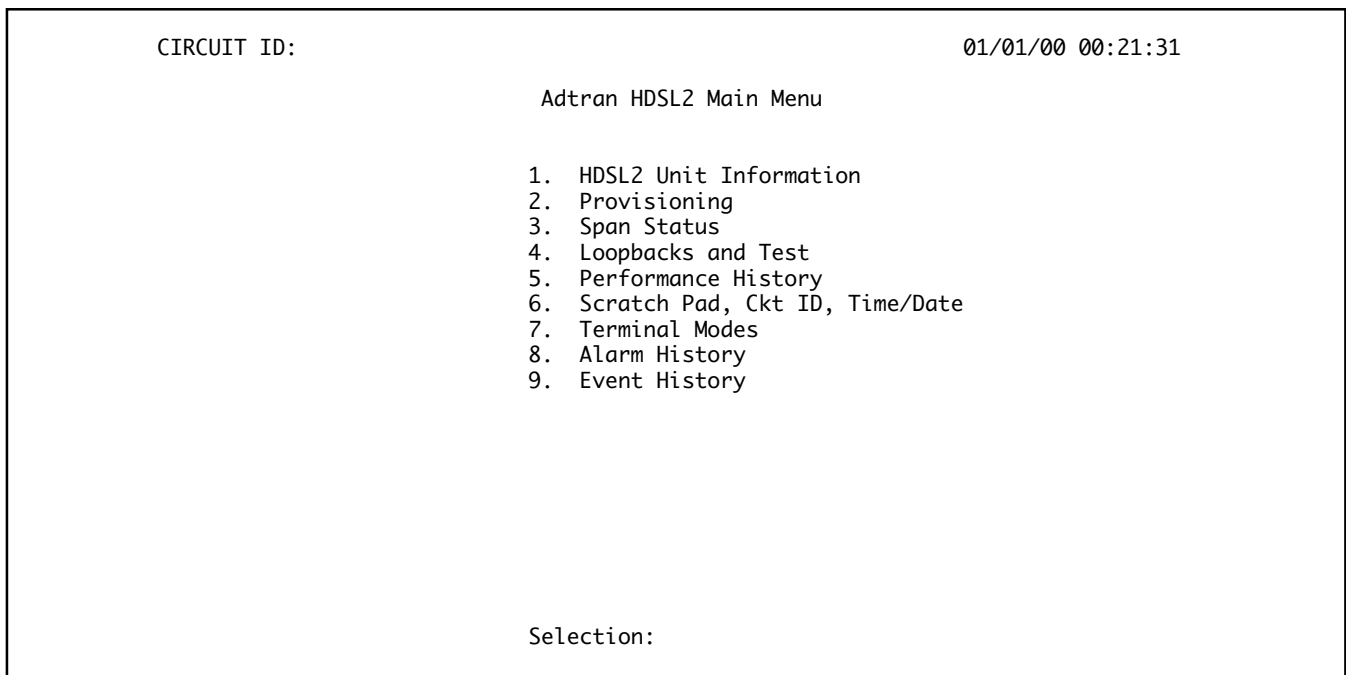 CIRCUIT ID: 01/01/00 00:21:31
Adtran HDSL2 Main Menu
1. HDSL2 Unit Information
2. Provisioning
3. Span Status
4. Loopbacks and Test
5. Performance History
6. Scratch Pad, Ckt ID, Time/Date
7. Terminal Modes
8. Alarm History
9. Event History
Selection: